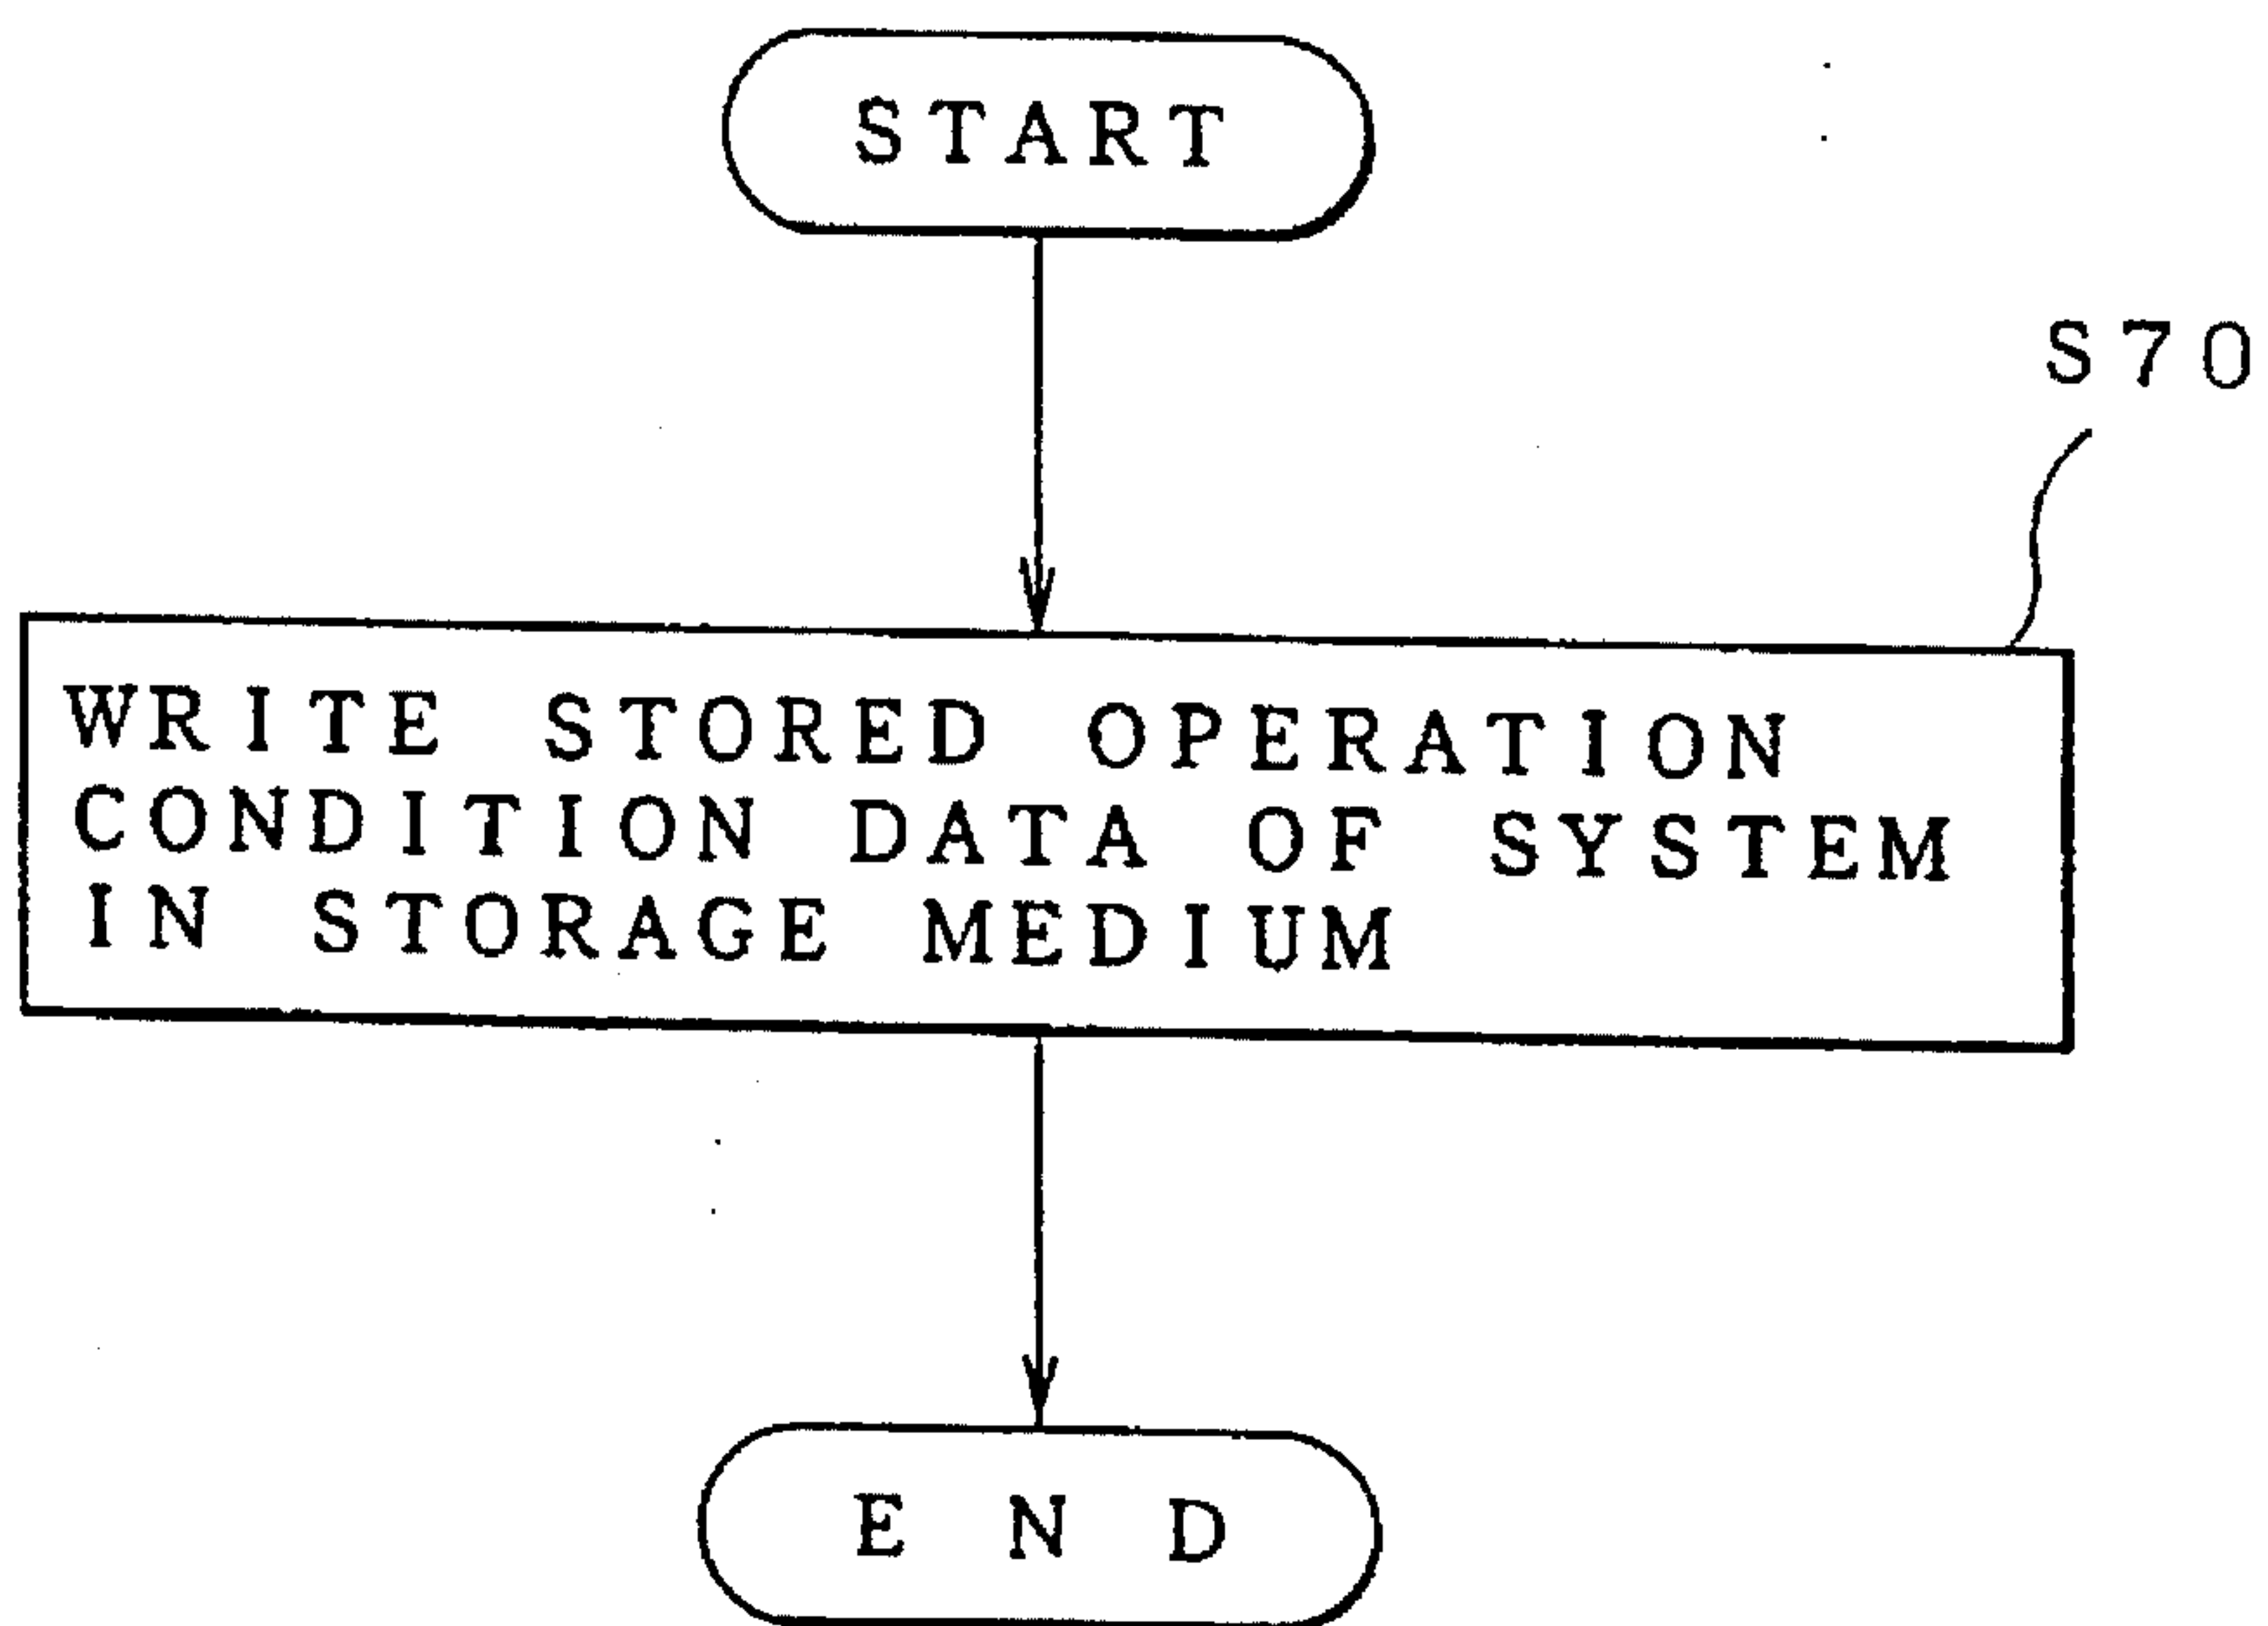 START
S70
WRITE STORED OPERATION
CONDITION DATA OF SYSTEM
IN STORAGE MEDIUM
END